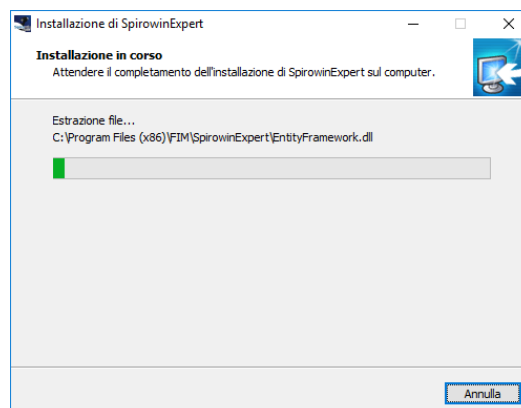 Installazione di SpirowinExpert
Installazione in corso
Attendere il completamento dell'installazione di SpirowinExpert sul computer.
Estrazione file...
C:\Program Files (x86)\FIM\SpirowinExpert\EntityFramework.dll
Annulla